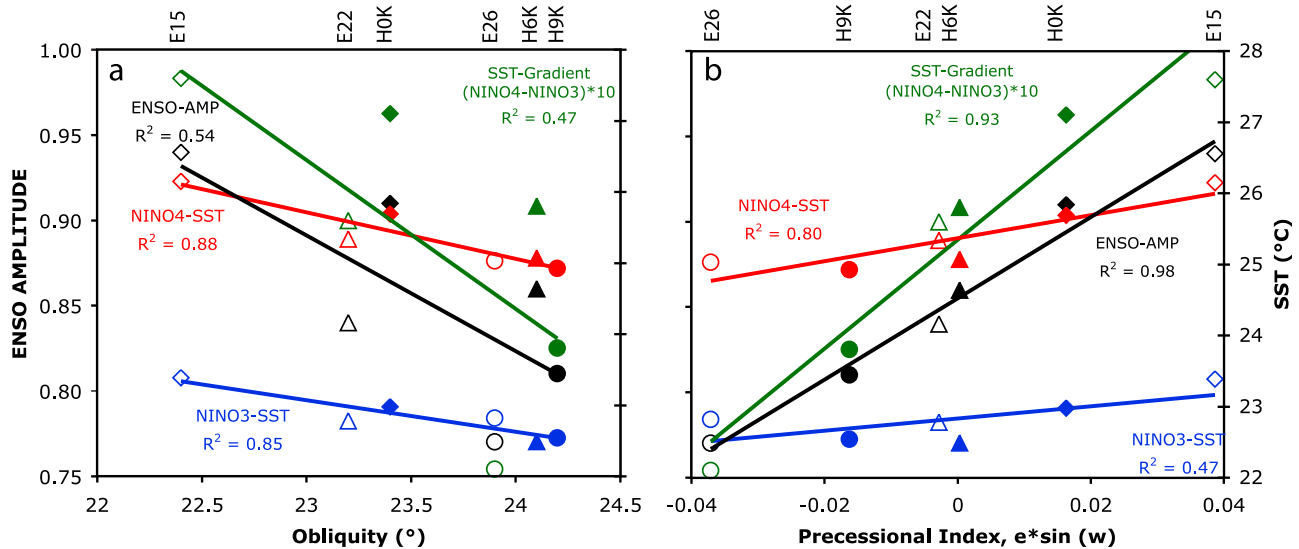 E15
E22
H0K
E26
H6K
H9K
E26
H9K
E22
H6K
H0K
E15
a
ENSO AMPLITUDE
1.00
0.95
0.90
0.85
0.80
0.75
SST-Gradient
(NINO4-NINO3)*10
R² = 0.47
ENSO-AMP
R² = 0.54
NINO4-SST
R² = 0.88
NINO3-SST
R² = 0.85
22
22.5
23
23.5
24
24.5
Obliquity (°)
b
SST-Gradient
(NINO4-NINO3)*10
R² = 0.93
NINO4-SST
R² = 0.80
ENSO-AMP
R² = 0.98
NINO3-SST
R² = 0.47
28
27
26
25
24
23
22
SST (°C)
-0.04
-0.02
0
0.02
0.04
Precessional Index, e*sin (w)